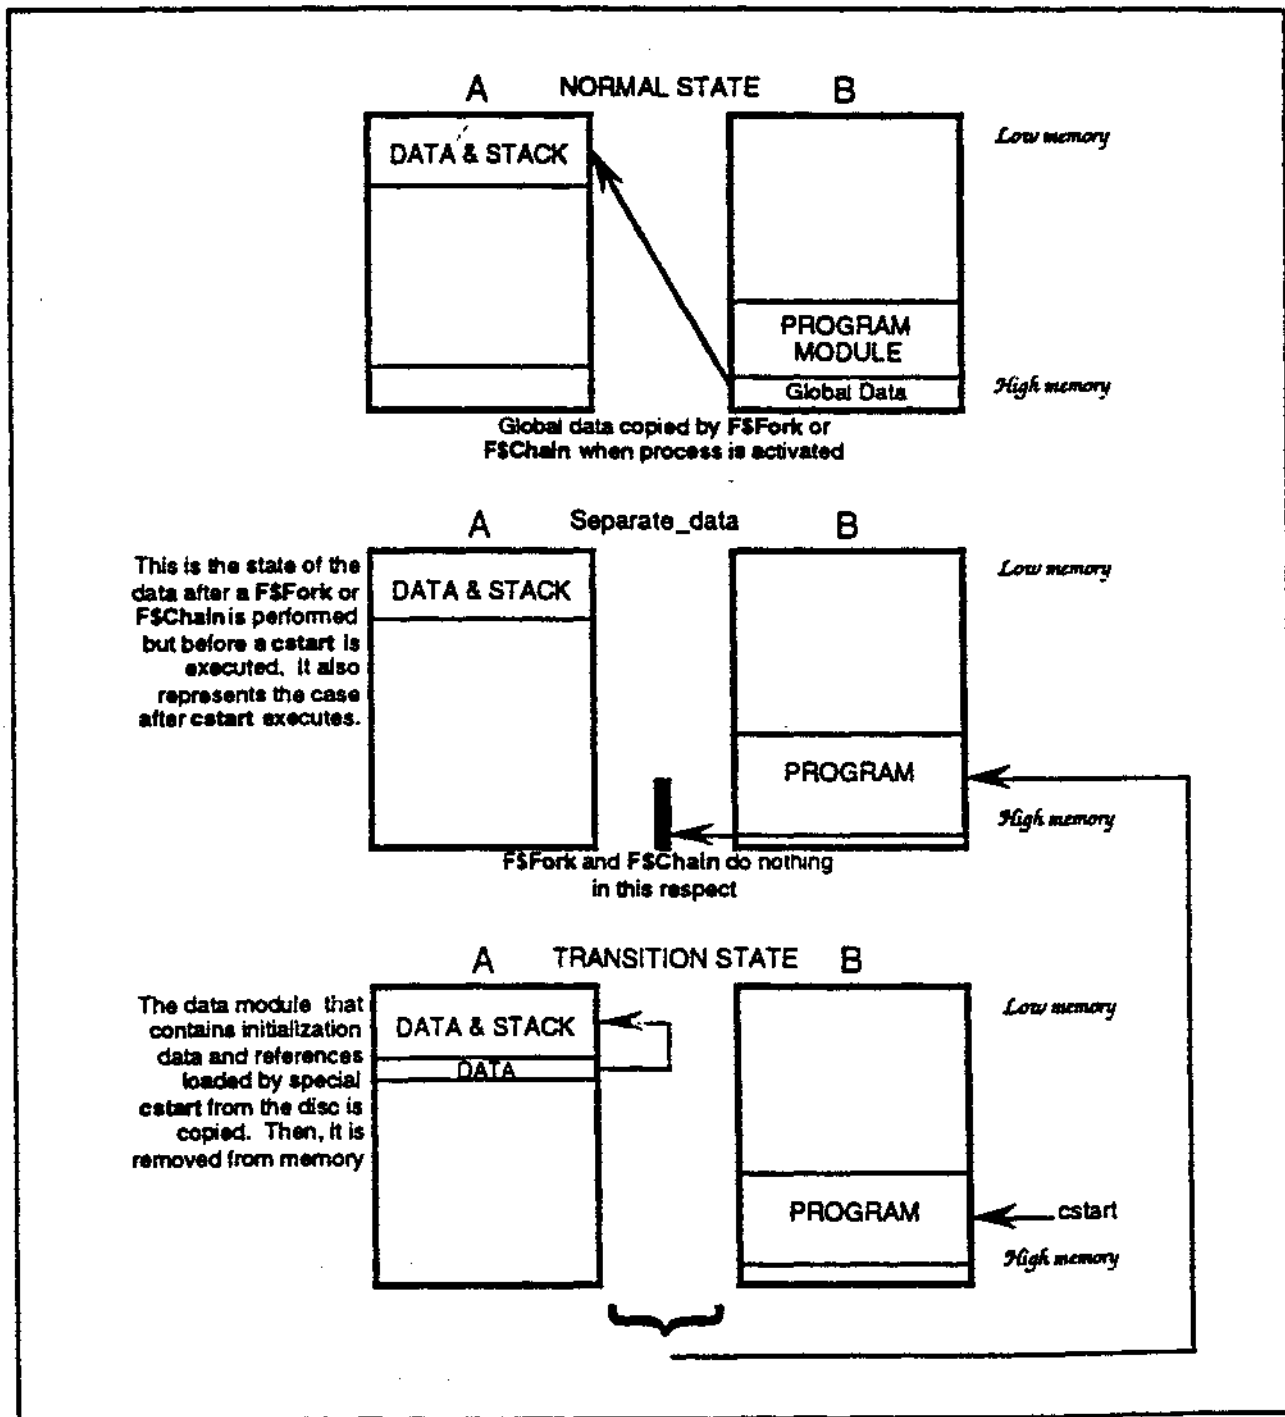 A NORMAL STATE B
DATA & STACK
Low memory
PROGRAM
MODULE
Global Data
High memory
Global data copied by F$Fork or
F$Chain when process is activated
A Separate_data B
This is the state of the
data after a F$Fork or
F$Chain is performed
but before a cstart is
executed. It also
represents the case
after cstart executes.
DATA & STACK
Low memory
PROGRAM
High memory
F$Fork and F$Chain do nothing
in this respect
A TRANSITION STATE B
The data module that
contains initialization
data and references
loaded by special
cstart from the disc is
copied. Then, it is
removed from memory
DATA & STACK
DATA
Low memory
PROGRAM
cstart
High memory